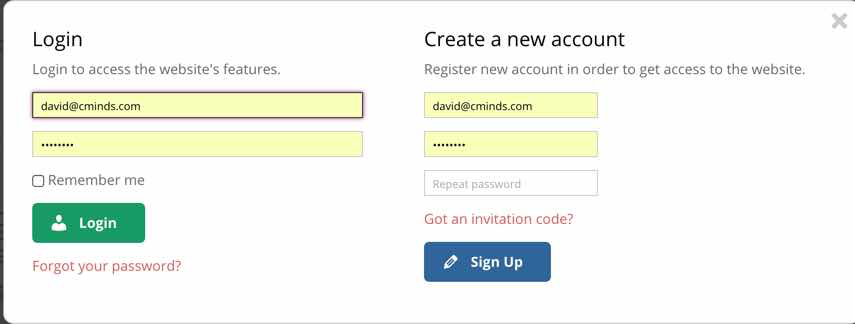 Login
Login to access the website's features.
david@cminds.com
••••••••
Remember me
Login
Forgot your password?
Create a new account
Register new account in order to get access to the website.
david@cminds.com
••••••••
Repeat password
Got an invitation code?
Sign Up